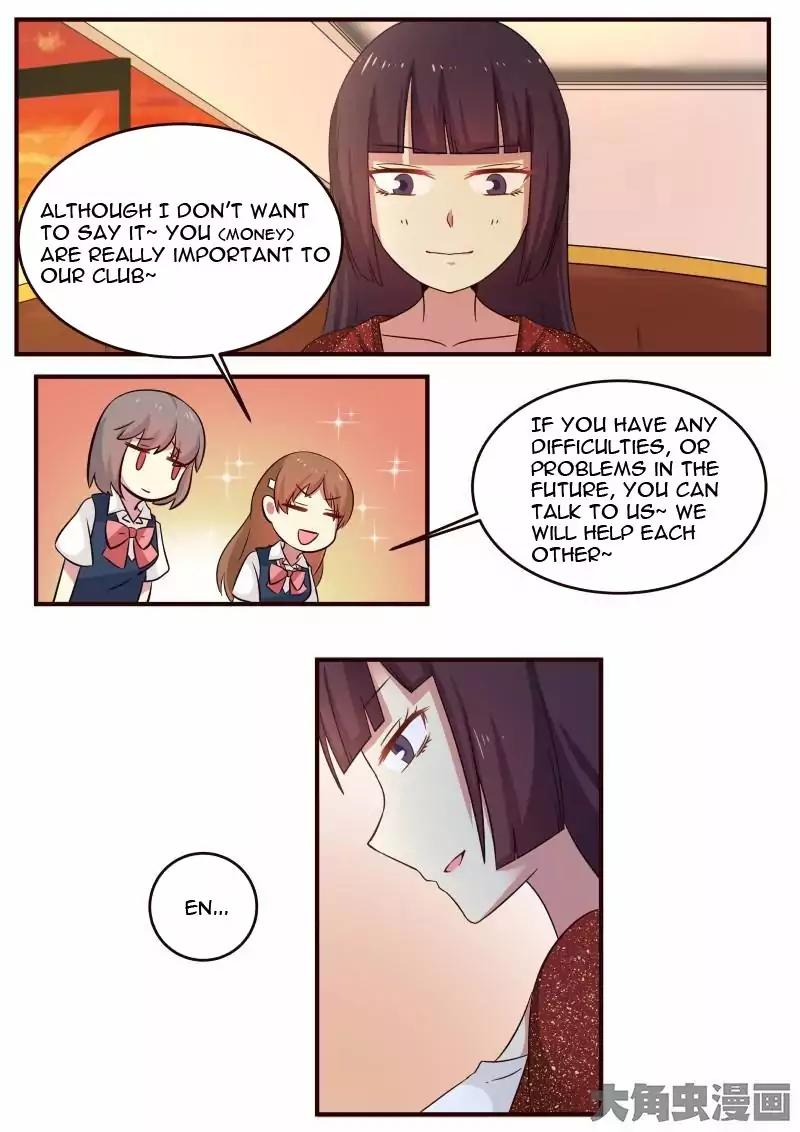 ALTHOUGH I DON'T WANT
TO SAY IT~ YOU (MONEY)
ARE REALLY IMPORTANT TO
OUR CLUB~
IF YOU HAVE ANY
DIFFICULTIES, OR
PROBLEMS IN THE
FUTURE, YOU CAN
TALK TO US~ WE
WILL HELP EACH
OTHER~
EN...
大角虫漫画